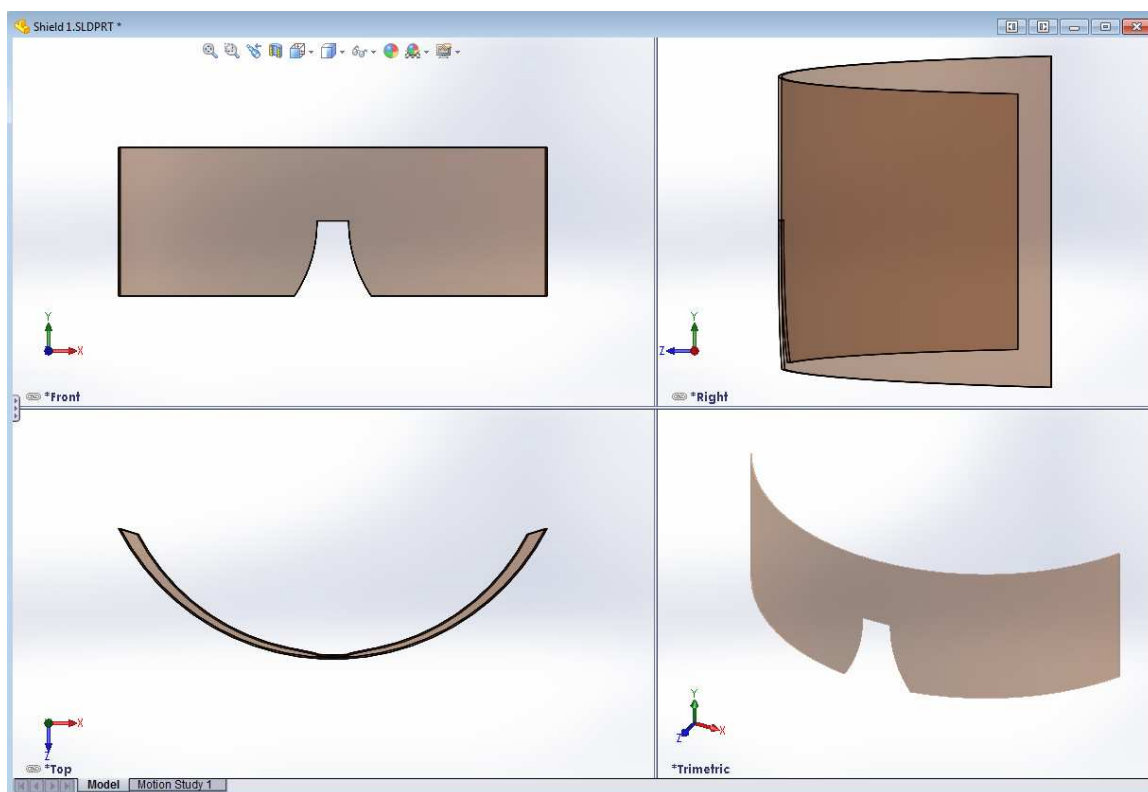 Shield 1.SLDPRT *
Y
X
*Front
Y
Z
*Right
X
Z
*Top
Y
X
Z
*Trimetric
Model
Motion Study 1